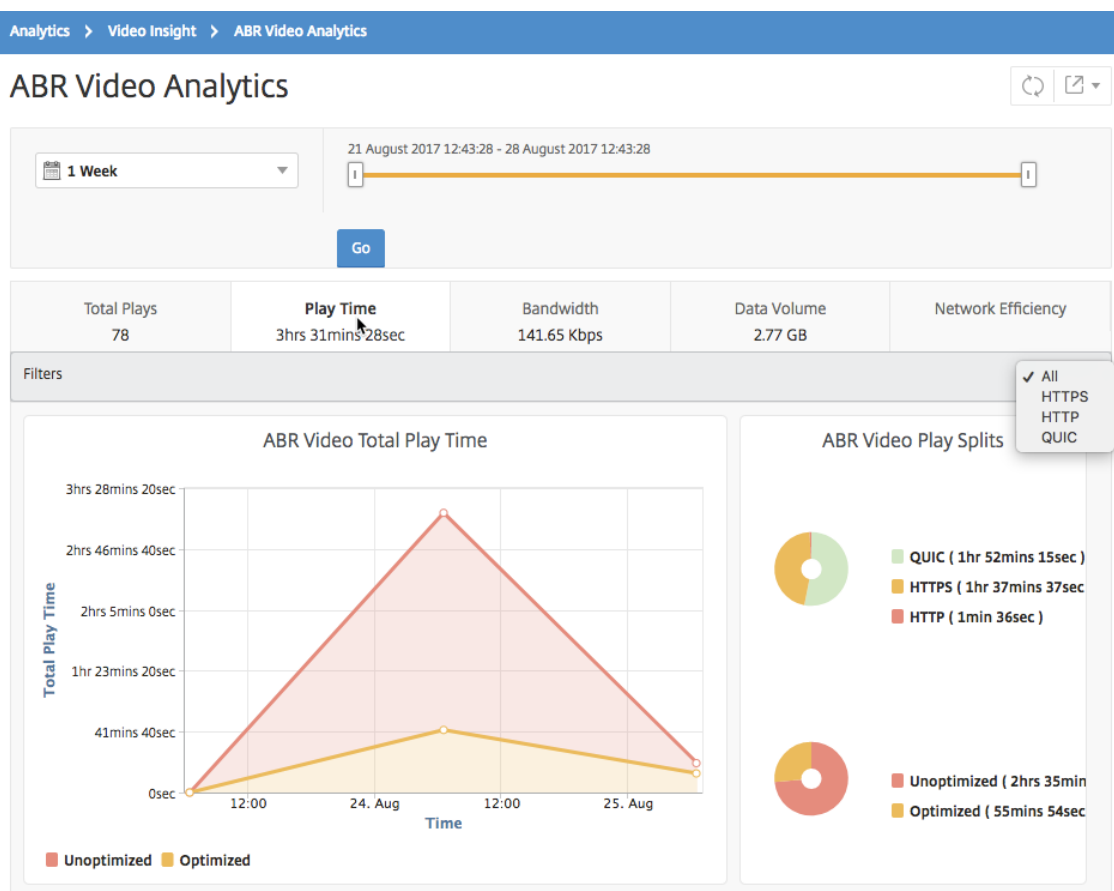 Analytics > Video Insight > ABR Video Analytics
ABR Video Analytics
21 August 2017 12:43:28 - 28 August 2017 12:43:28
1 Week
Go
Total Plays
78
Play Time
3hrs 31mins 28sec
Bandwidth
141.65 Kbps
Data Volume
2.77 GB
Network Efficiency
Filters
✓ All
HTTPS
HTTP
QUIC
ABR Video Total Play Time
3hrs 28mins 20sec
2hrs 46mins 40sec
2hrs 5mins 0sec
1hr 23mins 20sec
41mins 40sec
0sec
Total Play Time
12:00
24. Aug
12:00
25. Aug
Time
Unoptimized
Optimized
ABR Video Play Splits
QUIC ( 1hr 52mins 15sec )
HTTPS ( 1hr 37mins 37sec
HTTP ( 1min 36sec )
Unoptimized ( 2hrs 35min
Optimized ( 55mins 54sec